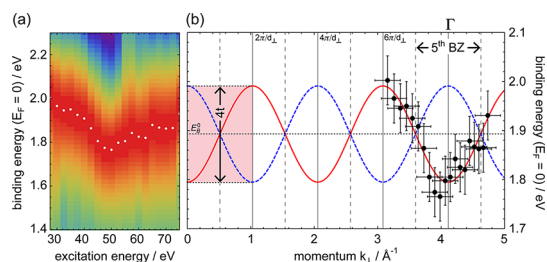 (a)
binding energy (E_F = 0) / eV
2.2
2.0
1.8
1.6
1.4
30 40 50 60 70
excitation energy / eV
(b)
Γ
2π/d⊥ 4π/d⊥ 6π/d⊥
5th BZ
4t
E_B^0
0 1 2 3 4 5
momentum k⊥ / Å⁻¹
2.1
2.0
1.9
1.8
1.7
binding energy (E_F = 0) / eV